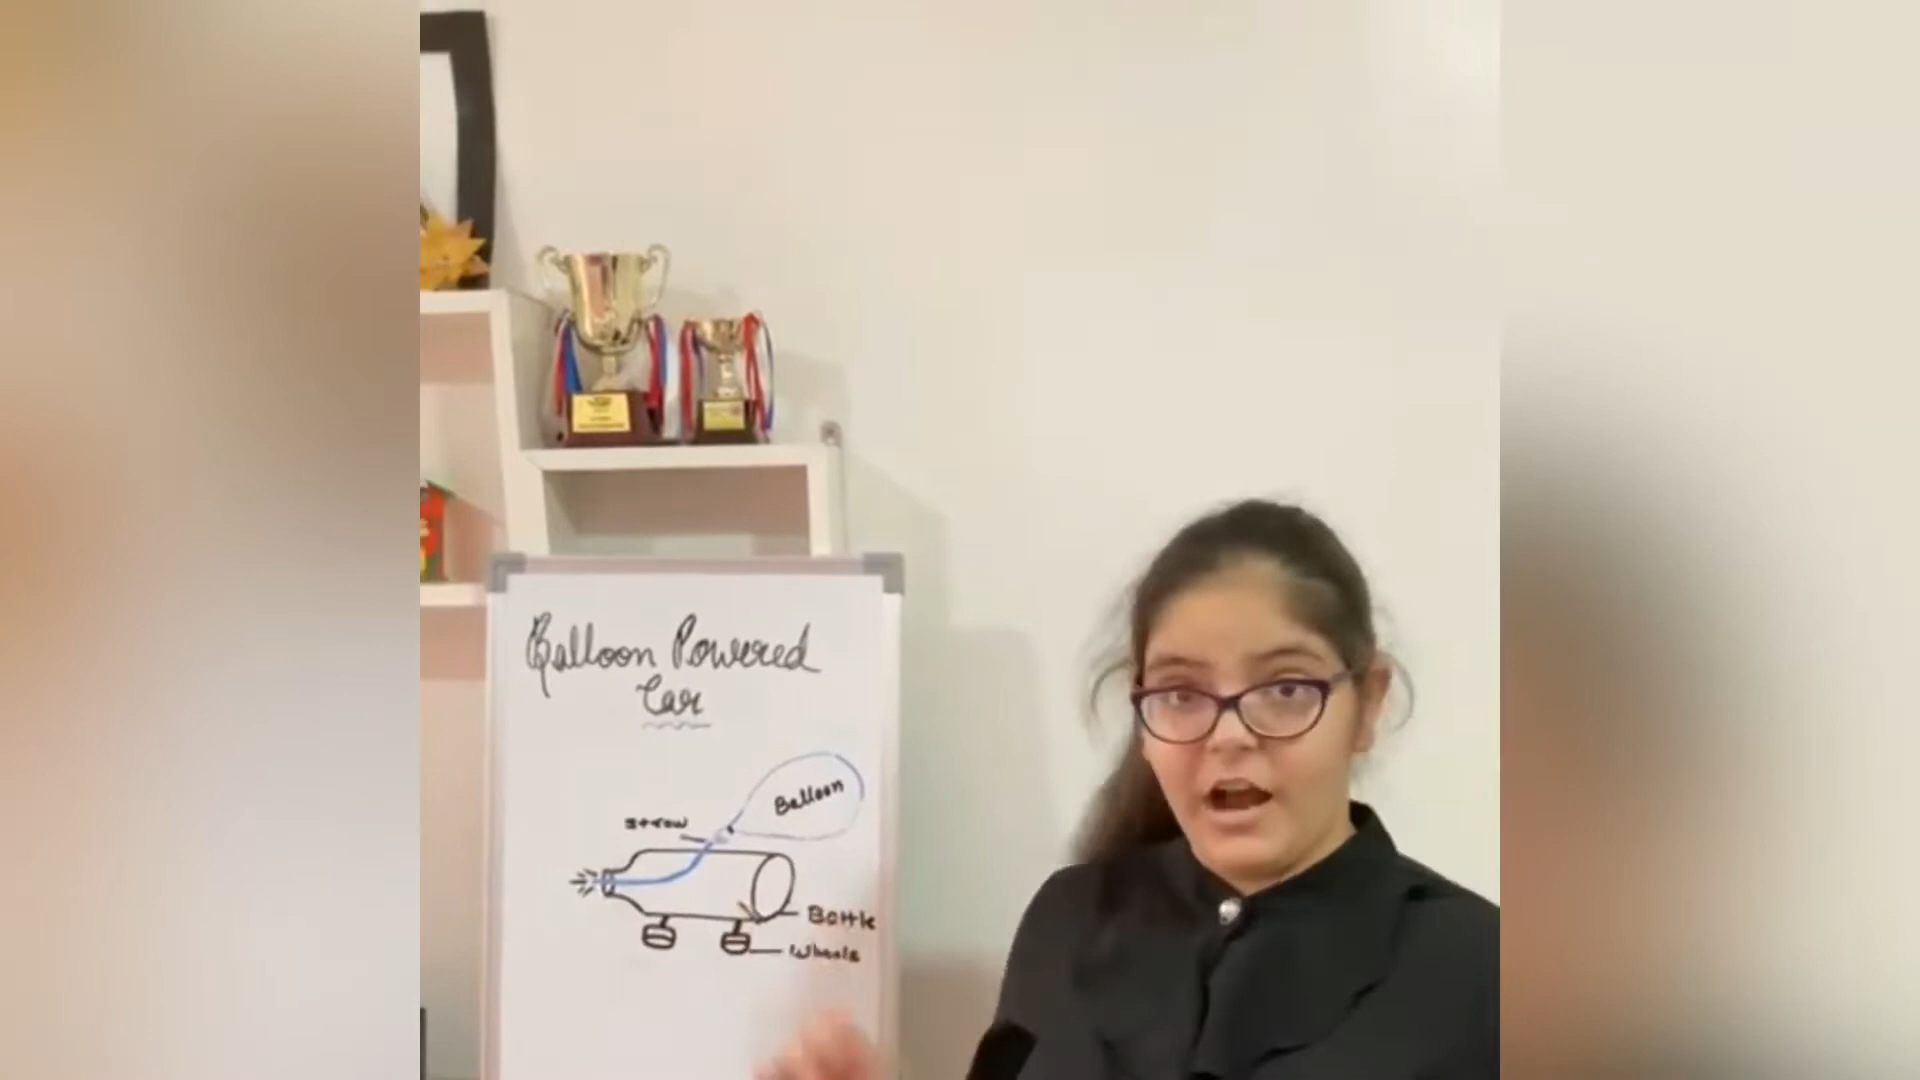 Balloon Powered
Car
Balloon
straw
Bottle
Wheels